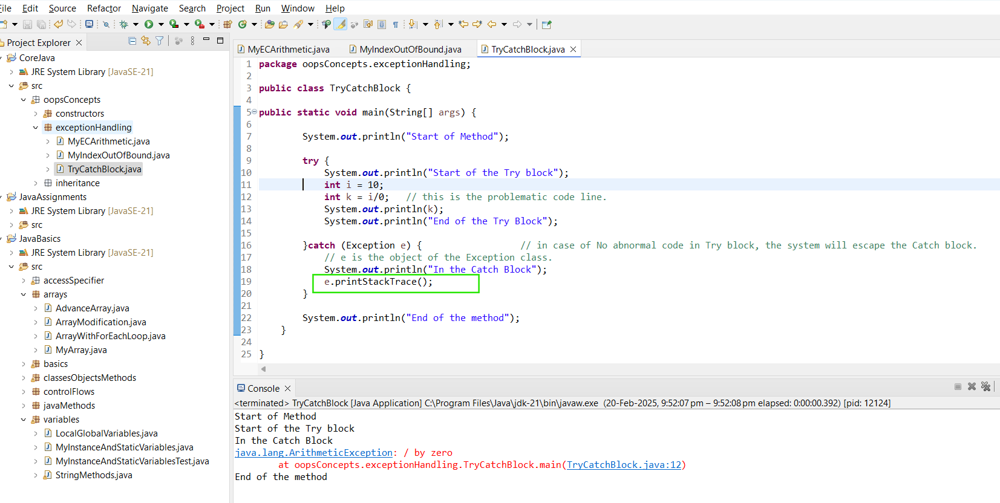 File Edit Source Refactor Navigate Search Project Run Window Help
Project Explorer
CoreJava
JRE System Library [JavaSE-21]
src
oopsConcepts
constructors
exceptionHandling
MyECArithmetic.java
MyIndexOutOfBound.java
TryCatchBlock.java
inheritance
JavaAssignments
JRE System Library [JavaSE-21]
src
JavaBasics
JRE System Library [JavaSE-21]
src
accessSpecifier
arrays
AdvanceArray.java
ArrayModification.java
ArrayWithForEachLoop.java
MyArray.java
basics
classesObjectsMethods
controlFlows
javaMethods
variables
LocalGlobalVariables.java
MyInstanceAndStaticVariables.java
MyInstanceAndStaticVariablesTest.java
StringMethods.java
MyECArithmetic.java MyIndexOutOfBound.java TryCatchBlock.java
1 package oopsConcepts.exceptionHandling;
2
3 public class TryCatchBlock {
4
5 public static void main(String[] args) {
6
7 System.out.println("Start of Method");
8
9 try {
10 System.out.println("Start of the Try block");
11 int i = 10;
12 int k = i/0; // this is the problematic code line.
13 System.out.println(k);
14 System.out.println("End of the Try Block");
15
16 }catch (Exception e) { // in case of No abnormal code in Try block, the system will escape the Catch block.
17 // e is the object of the Exception class.
18 System.out.println("In the Catch Block");
19 e.printStackTrace();
20 }
21
22 System.out.println("End of the method");
23 }
24
25 }
Console
<terminated> TryCatchBlock [Java Application] C:\Program Files\Java\jdk-21\bin\javaw.exe (20-Feb-2025, 9:52:07 pm – 9:52:08 pm elapsed: 0:00:00.392) [pid: 12124]
Start of Method
Start of the Try block
In the Catch Block
java.lang.ArithmeticException: / by zero
at oopsConcepts.exceptionHandling.TryCatchBlock.main(TryCatchBlock.java:12)
End of the method